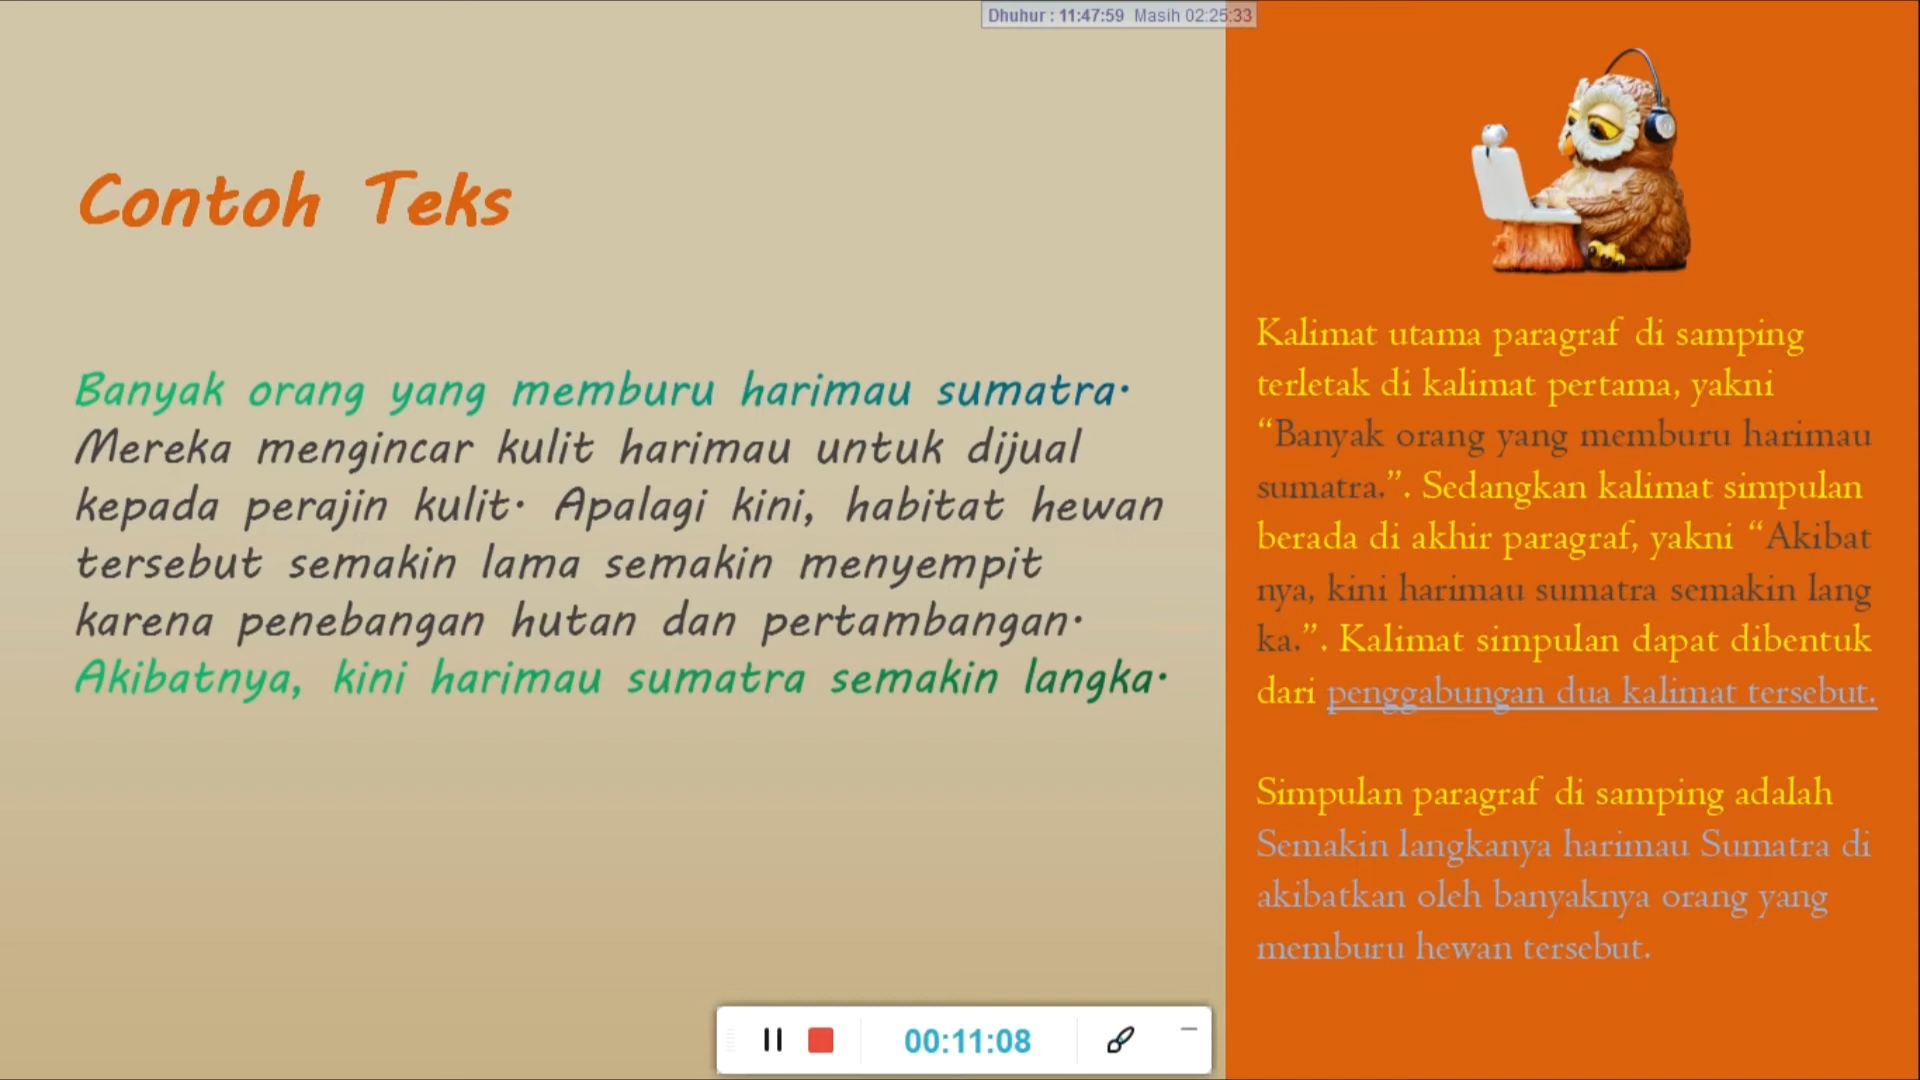 Dhuhur : 11:47:59 Masih 02:25:33
Contoh Teks
Banyak orang yang memburu harimau sumatra.
Mereka mengincar kulit harimau untuk dijual
kepada perajin kulit. Apalagi kini, habitat hewan
tersebut semakin lama semakin menyempit
karena penebangan hutan dan pertambangan.
Akibatnya, kini harimau sumatra semakin langka.
Kalimat utama paragraf di samping
terletak di kalimat pertama, yakni
“Banyak orang yang memburu harimau
sumatra.”. Sedangkan kalimat simpulan
berada di akhir paragraf, yakni “Akibat
nya, kini harimau sumatra semakin lang
ka.”. Kalimat simpulan dapat dibentuk
dari penggabungan dua kalimat tersebut.
Simpulan paragraf di samping adalah
Semakin langkanya harimau Sumatra di
akibatkan oleh banyaknya orang yang
memburu hewan tersebut.
00:11:08